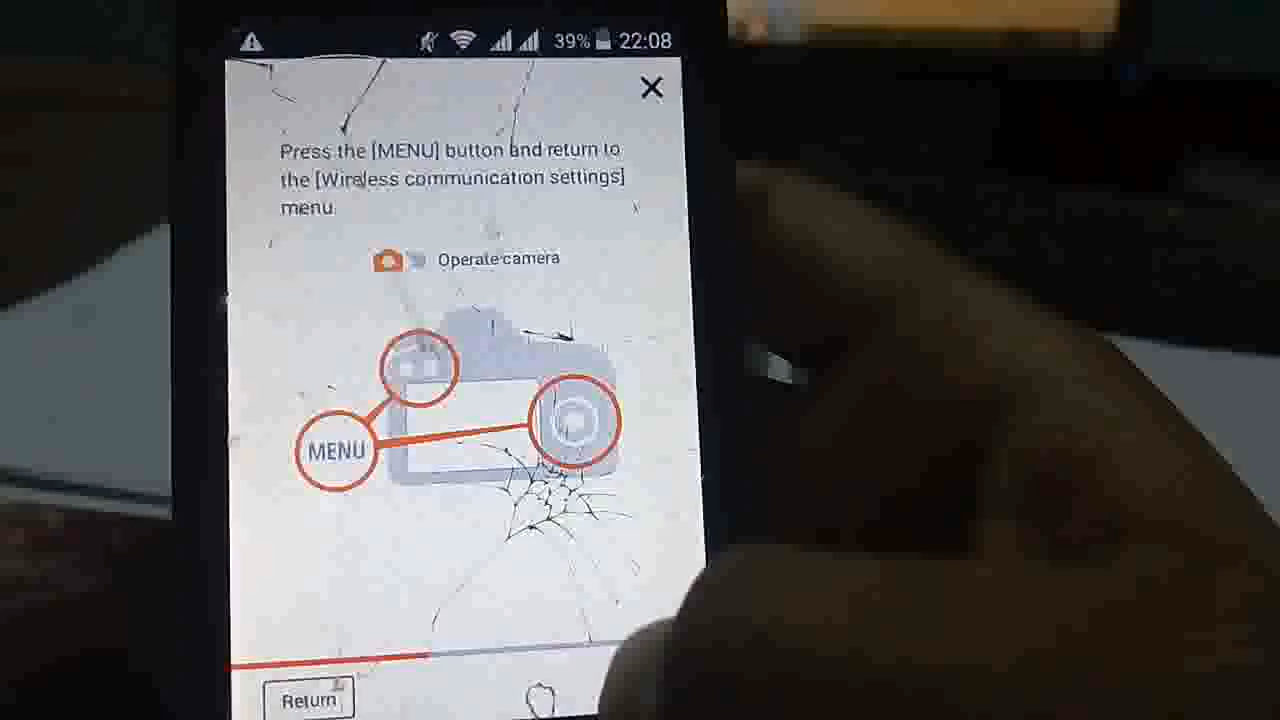 39% 22:08
Press the [MENU] button and return to
the [Wireless communication settings]
menu.
Operate camera
MENU
Return